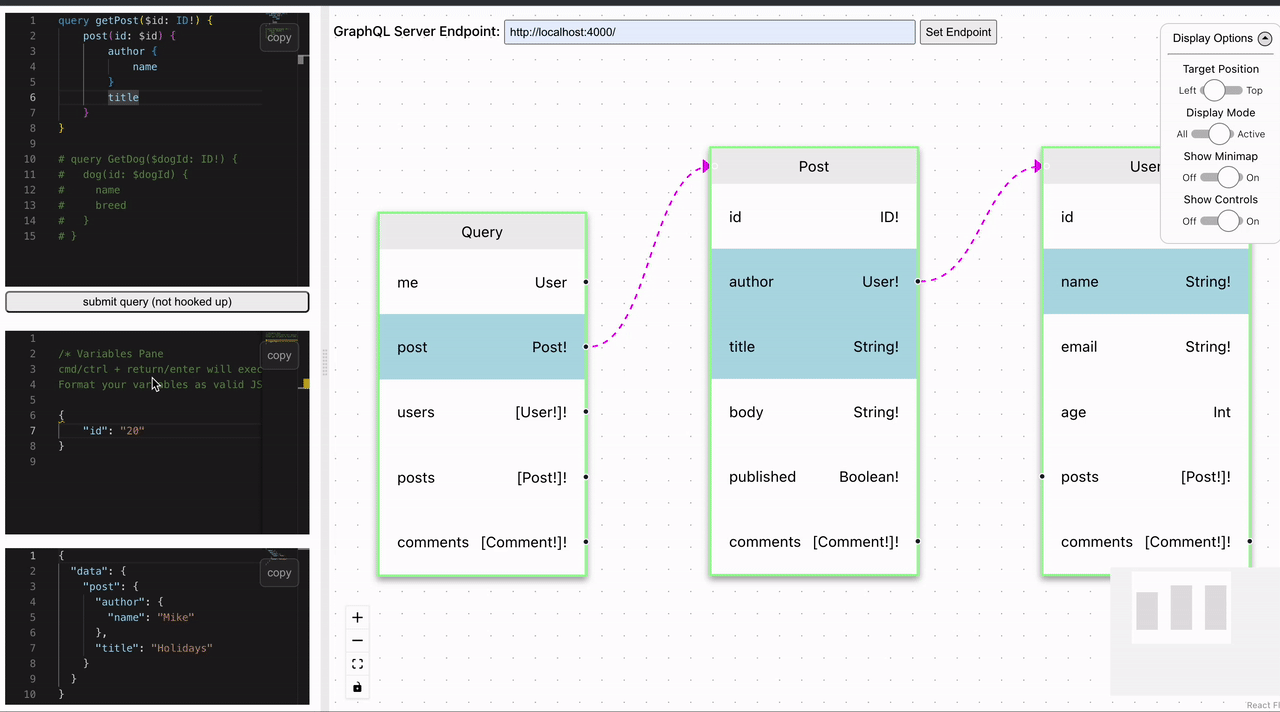 1 query getPost($id: ID!) {
2 post(id: $id) {
3 author {
4 name
5 }
6 title
7 }
8 }
9
10 # query GetDog($dogId: ID!) {
11 # dog(id: $dogId) {
12 # name
13 # breed
14 # }
15 # }
copy
submit query (not hooked up)
1
2 /* Variables Pane
3 cmd/ctrl + return/enter will exec
4 Format your variables as valid JS
5
6 {
7 "id": "20"
8 }
9
copy
1 {
2 "data": {
3 "post": {
4 "author": {
5 "name": "Mike"
6 },
7 "title": "Holidays"
8 }
9 }
10 }
copy
GraphQL Server Endpoint: http://localhost:4000/ Set Endpoint
Query
me User
post Post!
users [User!]!
posts [Post!]!
comments [Comment!]!
Post
id ID!
author User!
title String!
body String!
published Boolean!
comments [Comment!]!
User
id
name String!
email String!
age Int
posts [Post!]!
comments [Comment!]!
Display Options
Target Position
Left Top
Display Mode
All Active
Show Minimap
Off On
Show Controls
Off On
React Fl